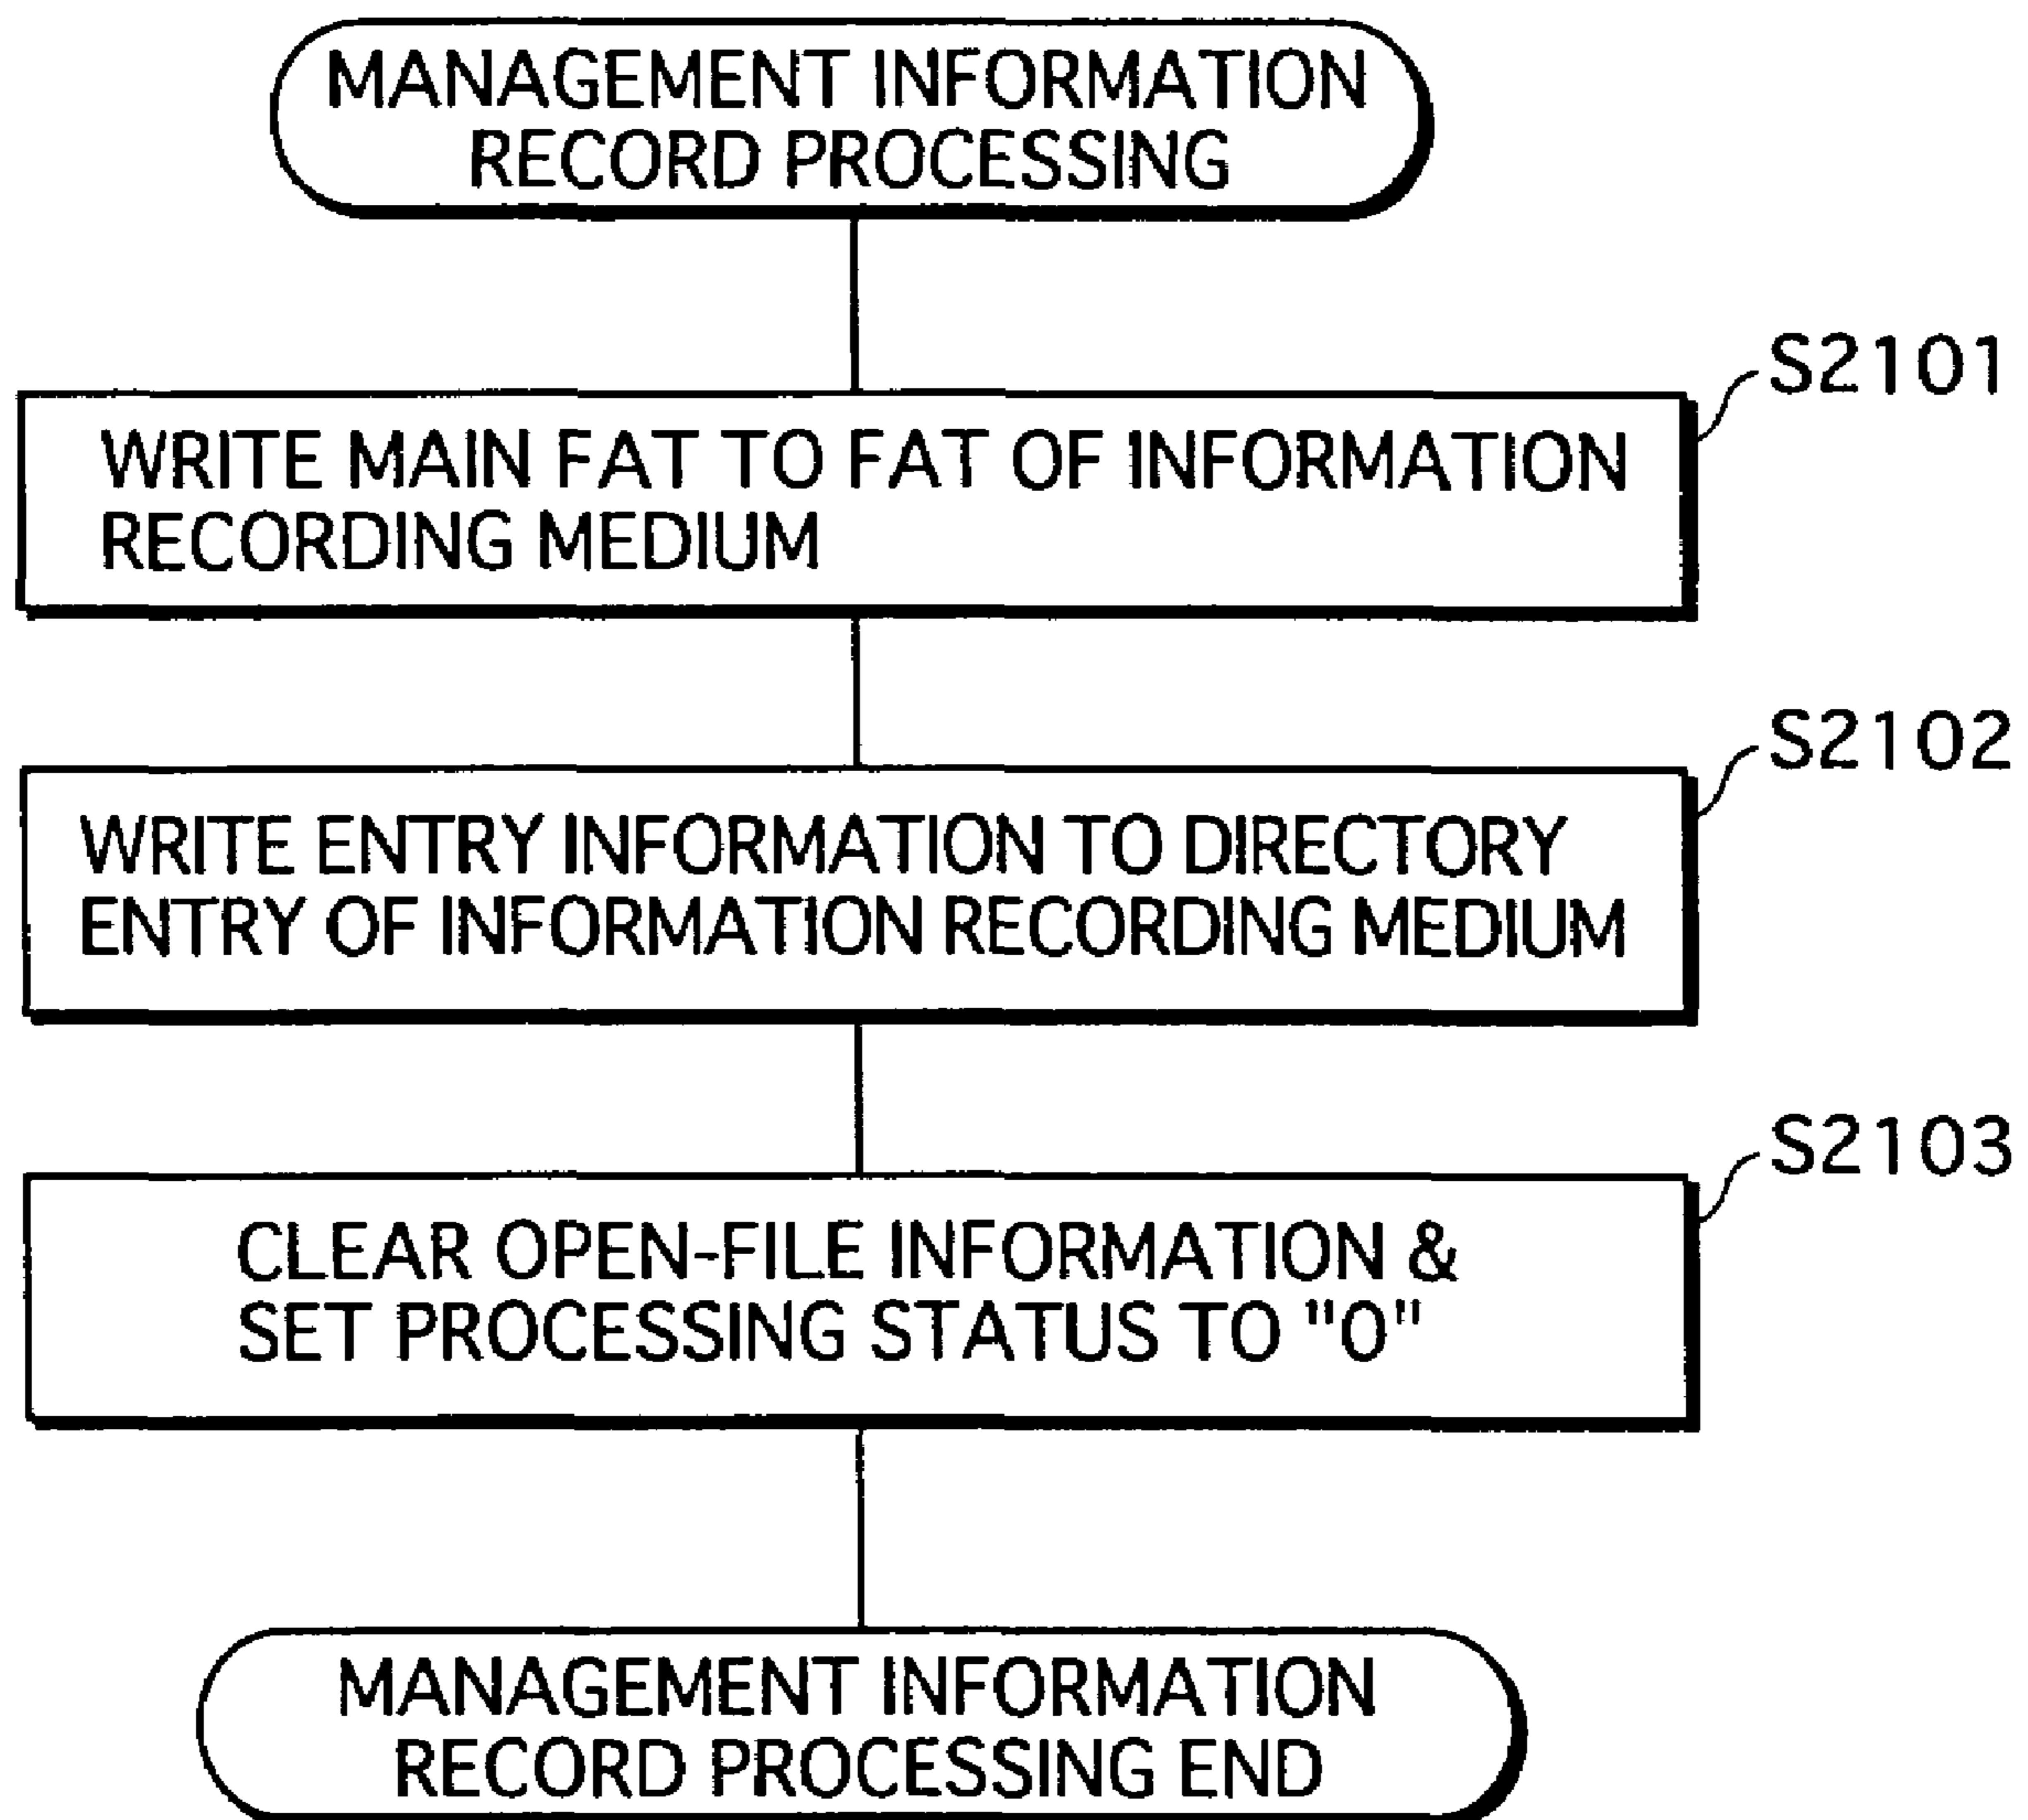 MANAGEMENT INFORMATION
RECORD PROCESSING
S2101
WRITE MAIN FAT TO FAT OF INFORMATION
RECORDING MEDIUM
S2102
WRITE ENTRY INFORMATION TO DIRECTORY
ENTRY OF INFORMATION RECORDING MEDIUM
S2103
CLEAR OPEN-FILE INFORMATION &
SET PROCESSING STATUS TO "0"
MANAGEMENT INFORMATION
RECORD PROCESSING END